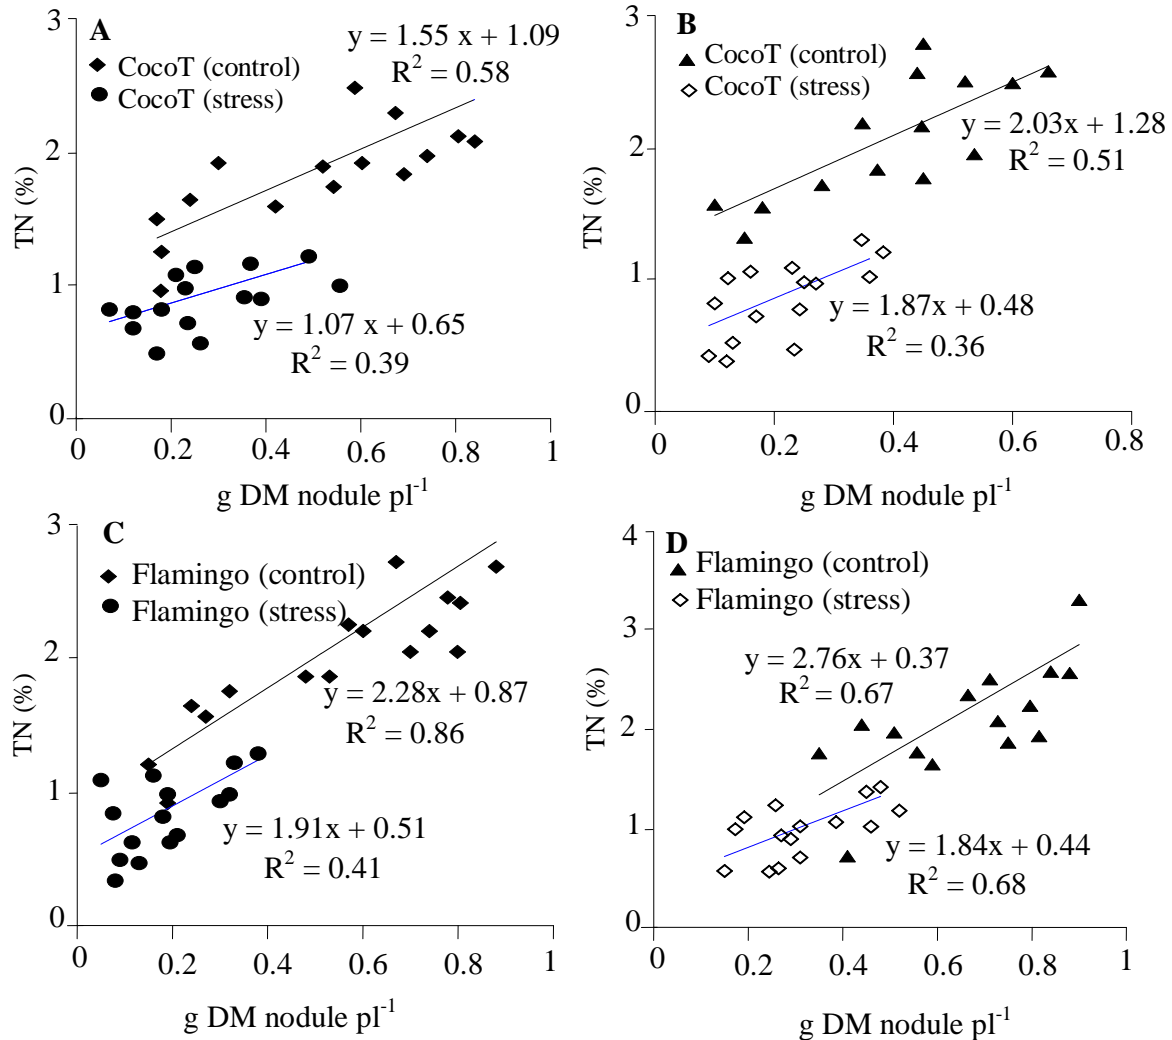 A
CocoT (control)
CocoT (stress)
y = 1.55 x + 1.09
R² = 0.58
y = 1.07 x + 0.65
R² = 0.39
TN (%)
3
2
1
0
0 0.2 0.4 0.6 0.8 1
g DM nodule pl⁻¹
B
CocoT (control)
CocoT (stress)
y = 2.03x + 1.28
R² = 0.51
y = 1.87x + 0.48
R² = 0.36
TN (%)
3
2
1
0
0 0.2 0.4 0.6 0.8
g DM nodule pl⁻¹
C
Flamingo (control)
Flamingo (stress)
y = 2.28x + 0.87
R² = 0.86
y = 1.91x + 0.51
R² = 0.41
TN (%)
3
2
1
0
0 0.2 0.4 0.6 0.8 1
g DM nodule pl⁻¹
D
Flamingo (control)
Flamingo (stress)
y = 2.76x + 0.37
R² = 0.67
y = 1.84x + 0.44
R² = 0.68
TN (%)
4
3
2
1
0
0 0.2 0.4 0.6 0.8 1
g DM nodule pl⁻¹